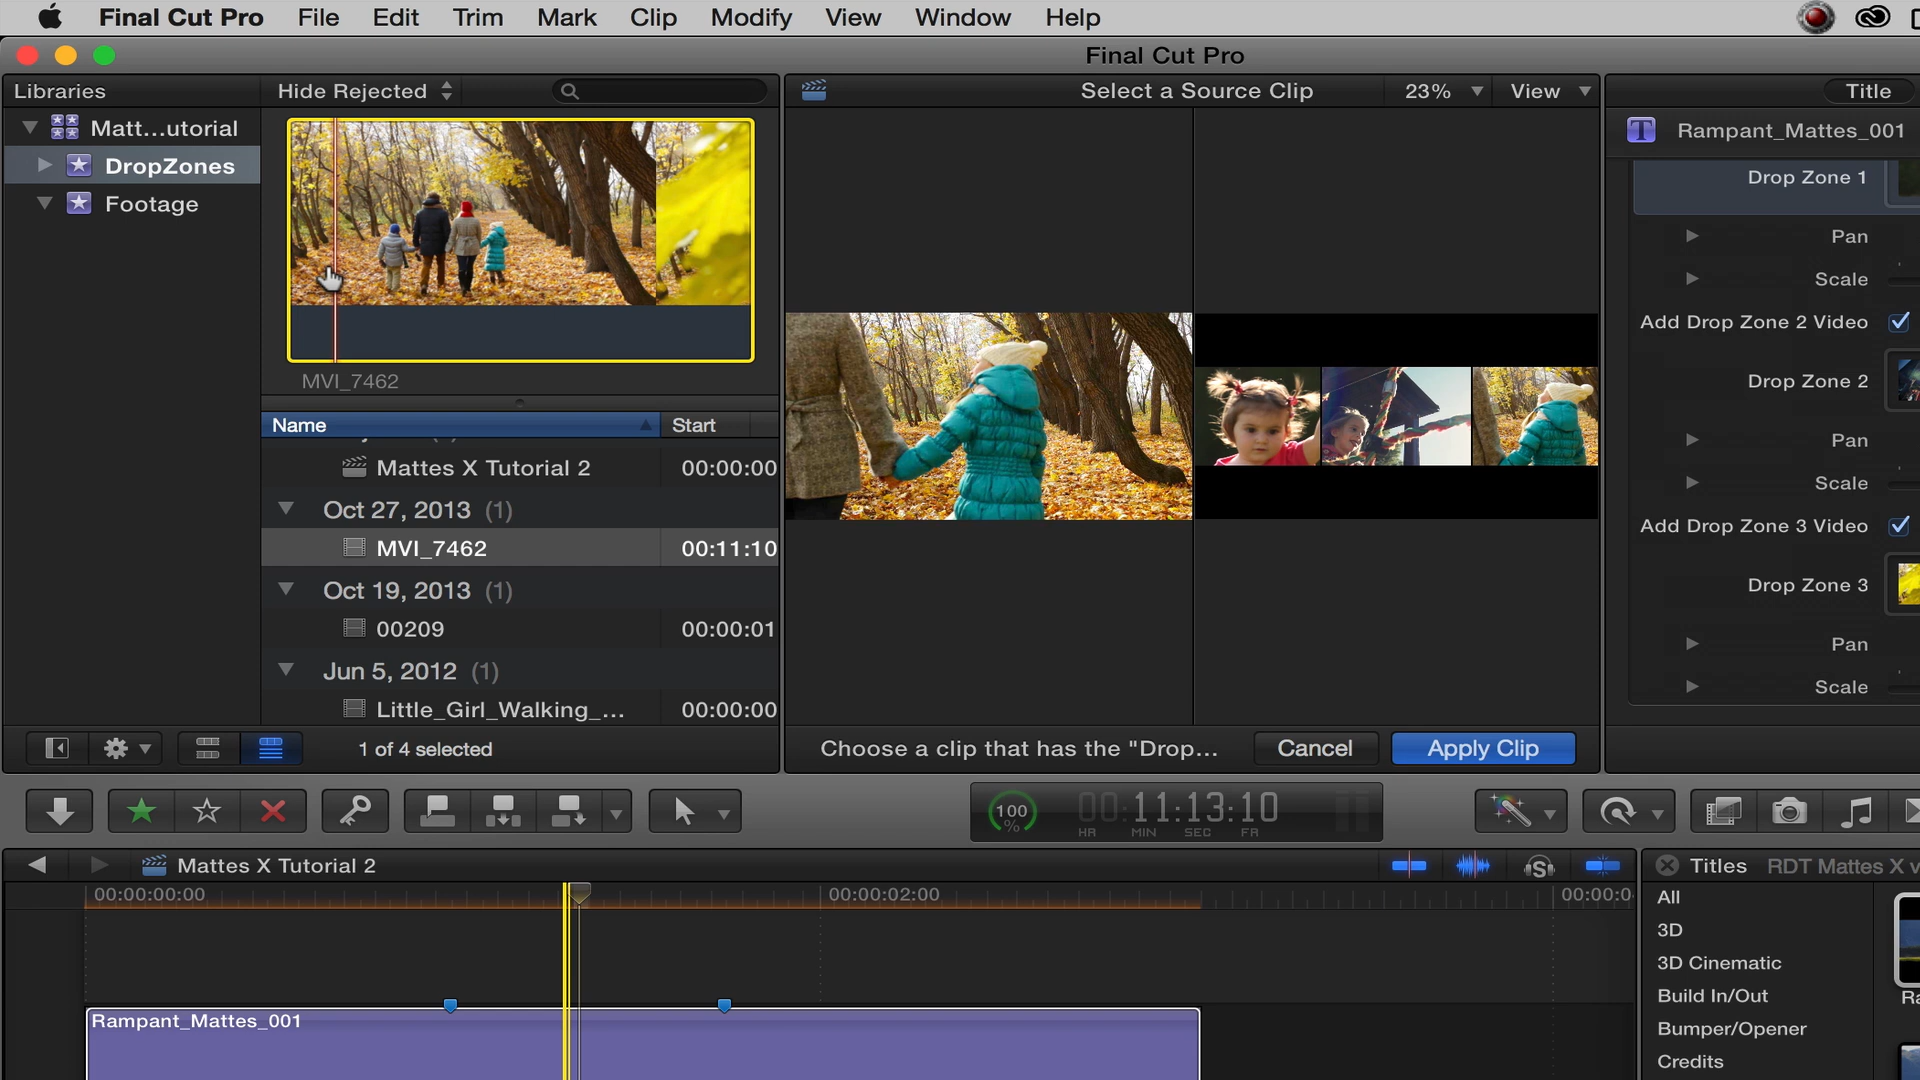 Final Cut Pro File Edit Trim Mark Clip Modify View Window Help
Final Cut Pro
Libraries
Hide Rejected
Select a Source Clip
23%
View
Title
Matt...utorial
DropZones
Footage
MVI_7462
Name
Start
Mattes X Tutorial 2
00:00:00
Oct 27, 2013 (1)
MVI_7462
00:11:10
Oct 19, 2013 (1)
00209
00:00:01
Jun 5, 2012 (1)
Little_Girl_Walking_...
00:00:00
1 of 4 selected
Choose a clip that has the "Drop...
Cancel
Apply Clip
T Rampant_Mattes_001
Drop Zone 1
Pan
Scale
Add Drop Zone 2 Video
Drop Zone 2
Pan
Scale
Add Drop Zone 3 Video
Drop Zone 3
Pan
Scale
100
%
00:11:13:10
HR MIN SEC FR
Mattes X Tutorial 2
S
00:00:00:00
00:00:02:00
00:00:0
Rampant_Mattes_001
Titles
RDT Mattes X v
All
3D
3D Cinematic
Build In/Out
Bumper/Opener
Credits
Ra